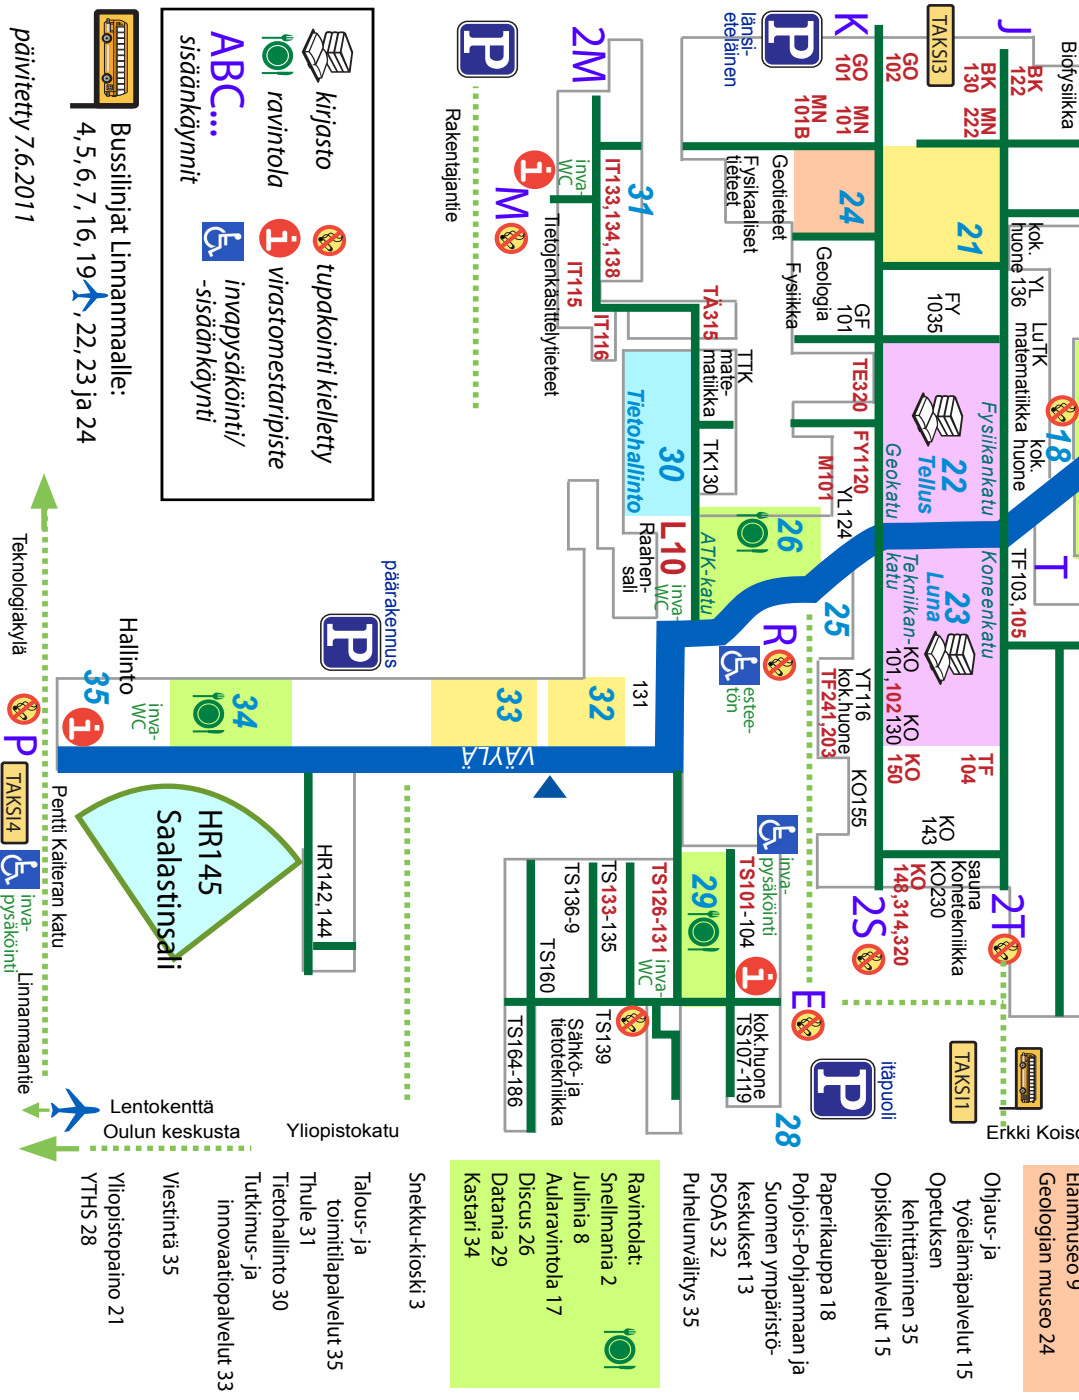 Biofysiikka
J
BK
122
BK
130
MN
222
TAKSI3
GO
102
K
GO
101
MN
101
MN
101B
länsi-
eteläinen
P
2M
P
kirjasto
ravintola
ABC...
sisäänkäynnit
tupakointi kielletty
i virastomestaripiste
invapysäköinti/
-sisäänkäynti
Bussilinjat Linnanmaalle:
4, 5, 6, 7, 16, 19, 22, 23 ja 24
päivitetty 7.6.2011
Rakentajantie
inva-
WC
i
M
31
IT133,134,138
Tietojenkäsittelytieteet
IT115
IT116
TÄ315
TTK
mate-
matiikka
TK130
30
Tietohallinto
L10
Raahen-
sali
inva-
WC
ATK-katu
26
Geotieteet
Fysikaaliset
tieteet
24
21
Geologia
Fysiikka
GF
101
FY
1035
kok.
huone
YL
136
LuTK
matematiikka
kok.
huone
18
TE320
FY1120
M101
YL124
Fysiikankatu
22
Tellus
Geokatu
T
TF103,105
Koneenkatu
23
Luna
Tekniikan-
katu
KO
101,102
KO
130
KO
150
TF
104
25
R
estee-
tön
YT116
kok.huone
TF241,203
KO155
KO
143
sauna
Konetekniikka
KO230
KO
148,314,320
2T
2S
E
itäpuoli
P
28
TAKSI1
Erkki Koiso
inva-
pysäköinti
TS101-104
i
kok.huone
TS107-119
29
TS126-131
inva-
WC
TS133-135
TS136-9
TS160
TS139
Sähkö- ja
tietotekniikka
TS164-186
131
32
33
34
35
VÄYLÄ
päärakennus
P
Hallinto
inva-
WC
i
Teknologiakylä
P
TAKSI4
Pentti Kaiteran katu
inva-
pysäköinti
Linnanmaantie
HR145
Saalastinsali
HR142,144
Lentokenttä
Oulun keskusta
Yliopistokatu
Eläinmuseo 9
Geologian museo 24
Ohjaus- ja
työelämäpalvelut 15
Opetuksen
kehittäminen 35
Opiskelijapalvelut 15
Paperikauppa 18
Pohjois-Pohjanmaan ja
Suomen ympäristö-
keskukset 13
PSOAS 32
Puhelunvälitys 35
Ravintolat:
Snellmania 2
Julinia 8
Aularavintola 17
Discus 26
Datania 29
Kastari 34
Snekku-kioski 3
Talous- ja
toimitilapalvelut 35
Thule 31
Tietohallinto 30
Tutkimus- ja
innovaatiopalvelut 33
Viestintä 35
Yliopistopaino 21
YTHS 28